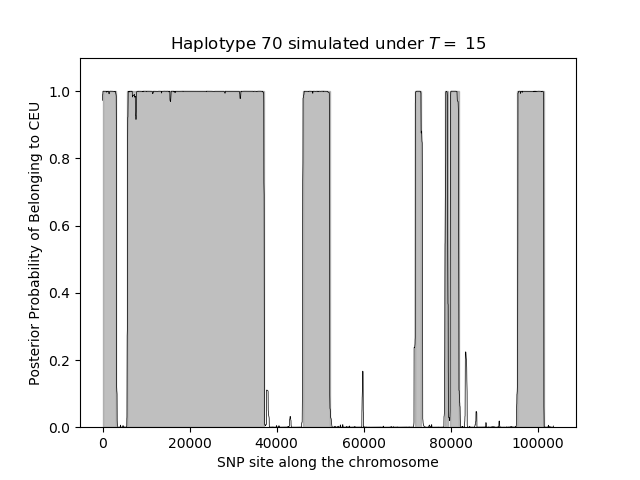 Haplotype 70 simulated under T = 15
Posterior Probability of Belonging to CEU
1.0
0.8
0.6
0.4
0.2
0.0
0 20000 40000 60000 80000 100000
SNP site along the chromosome